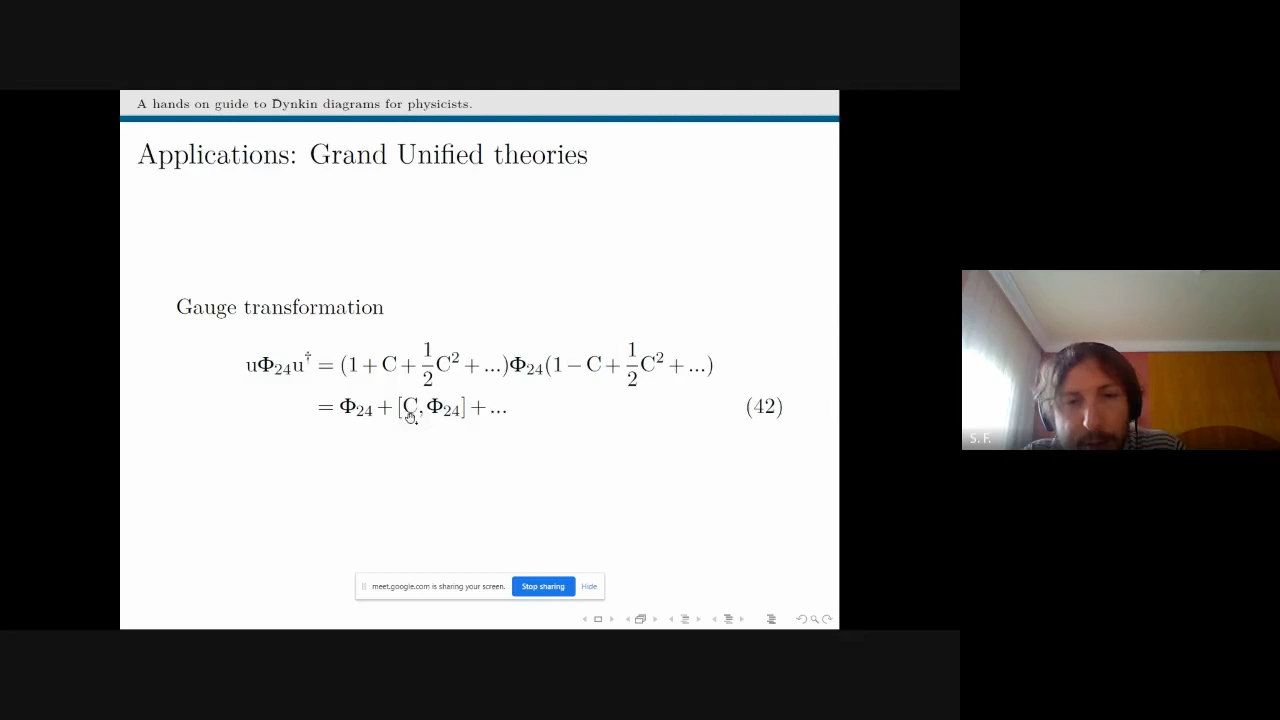 A hands on guide to Dynkin diagrams for physicists.
Applications: Grand Unified theories
Gauge transformation
uΦ₂₄u† = (1 + C + 1/2 C² + ...)Φ₂₄(1 − C + 1/2 C² + ...)
= Φ₂₄ + [C, Φ₂₄] + ... (42)
S. F.
meet.google.com is sharing your screen. Stop sharing Hide